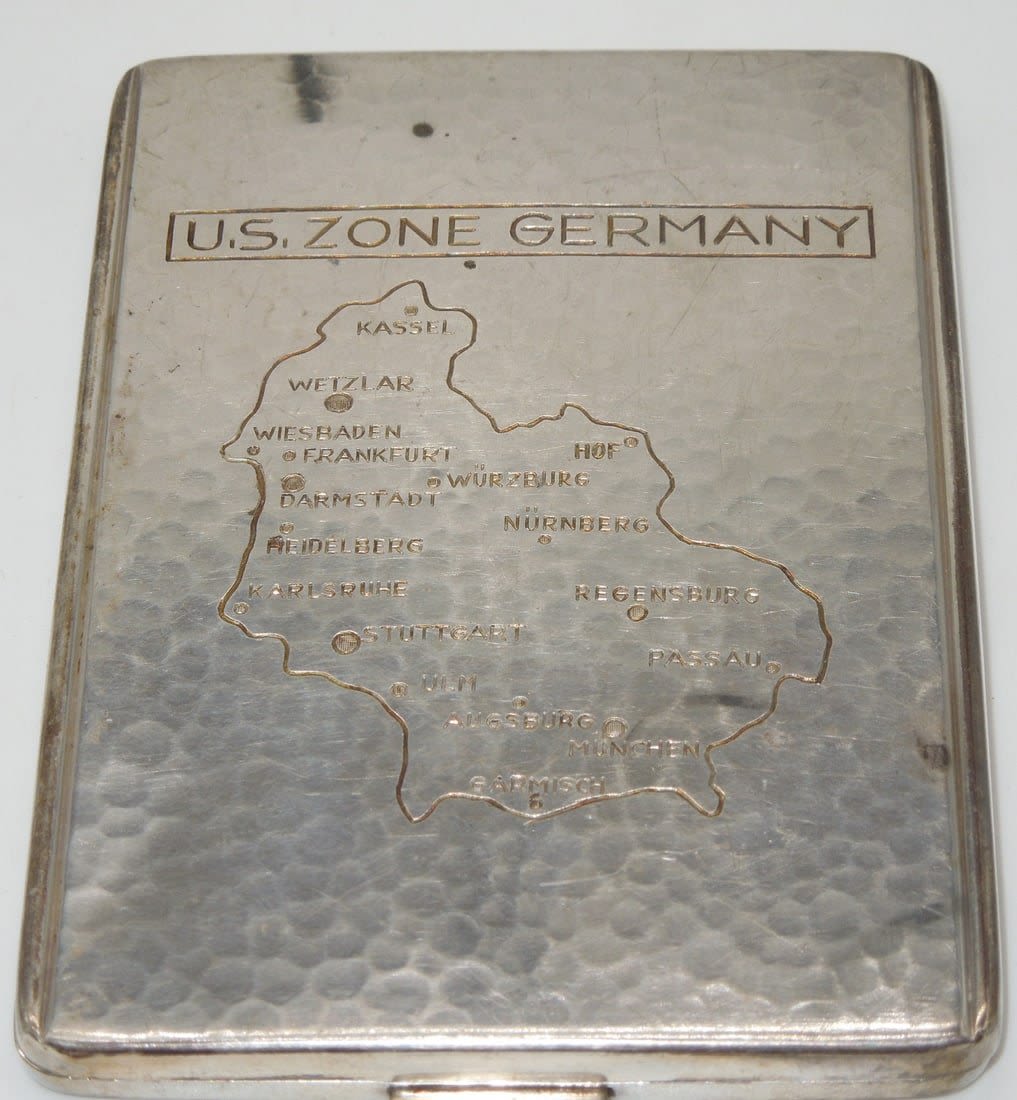 U.S. ZONE GERMANY
KASSEL
WETZLAR
WIESBADEN
FRANKFURT
HOF
WÜRZBURG
DARMSTADT
NÜRNBERG
HEIDELBERG
KARLSRUHE
REGENSBURG
STUTTGART
PASSAU
ULM
AUGSBURG
MÜNCHEN
GARMISCH